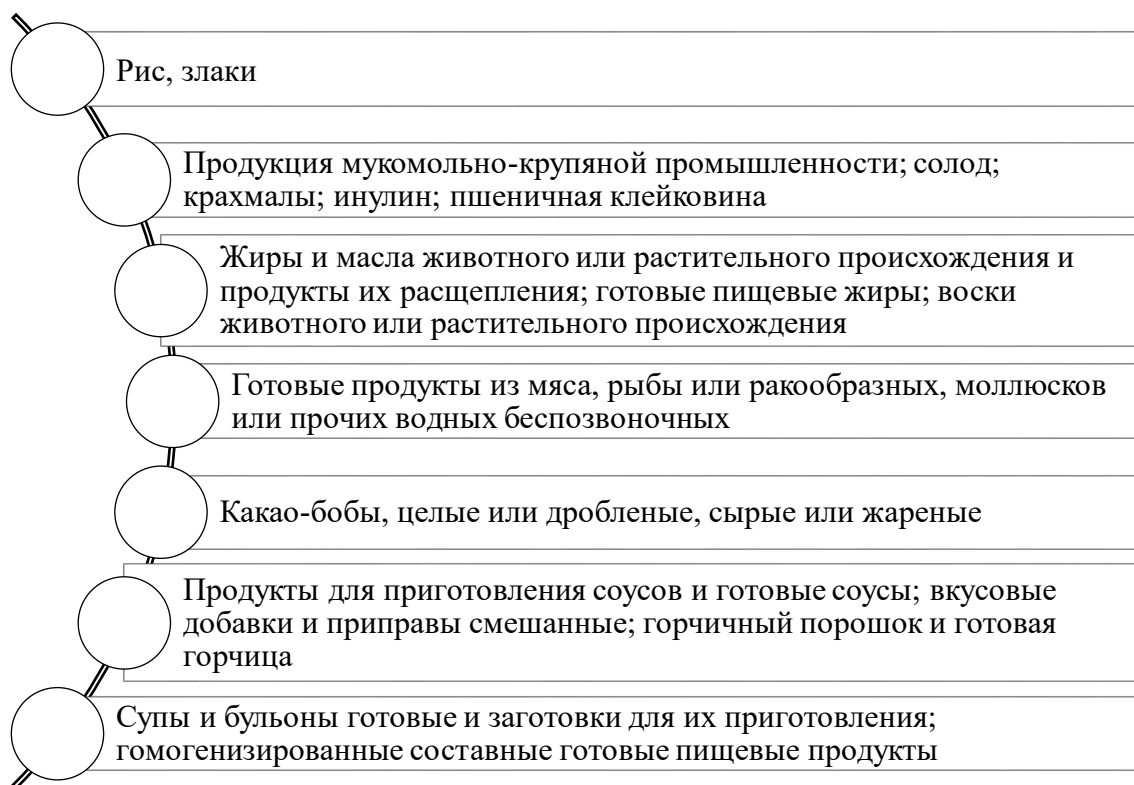 Рис, злаки
Продукция мукомольно-крупяной промышленности; солод;
крахмалы; инулин; пшеничная клейковина
Жиры и масла животного или растительного происхождения и
продукты их расщепления; готовые пищевые жиры; воски
животного или растительного происхождения
Готовые продукты из мяса, рыбы или ракообразных, моллюсков
или прочих водных беспозвоночных
Какао-бобы, целые или дробленые, сырые или жареные
Продукты для приготовления соусов и готовые соусы; вкусовые
добавки и приправы смешанные; горчичный порошок и готовая
горчица
Супы и бульоны готовые и заготовки для их приготовления;
гомогенизированные составные готовые пищевые продукты